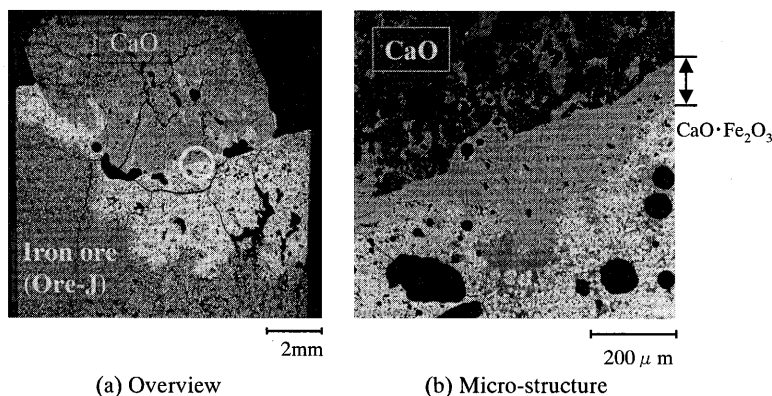 CaO
Iron ore
(Ore-J)
2mm
(a) Overview
CaO
CaO·Fe₂O₃
200 μ m
(b) Micro-structure